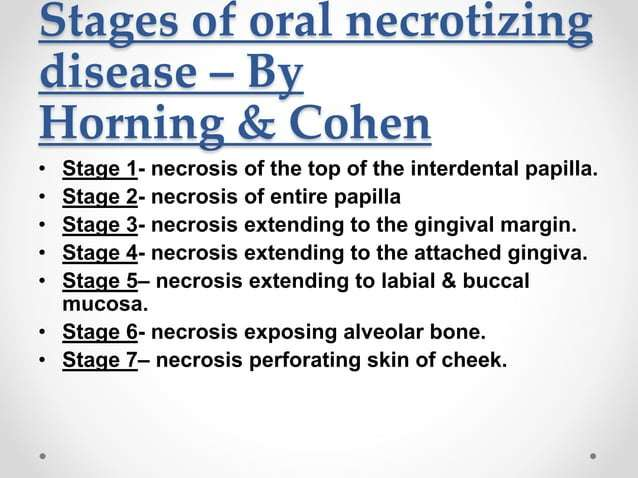 Stages of oral necrotizing
disease – By
Horning & Cohen
• Stage 1- necrosis of the top of the interdental papilla.
• Stage 2- necrosis of entire papilla
• Stage 3- necrosis extending to the gingival margin.
• Stage 4- necrosis extending to the attached gingiva.
• Stage 5– necrosis extending to labial & buccal
mucosa.
• Stage 6- necrosis exposing alveolar bone.
• Stage 7– necrosis perforating skin of cheek.